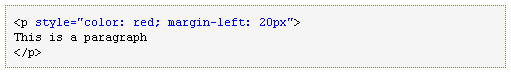 <p style="color: red; margin-left: 20px">
This is a paragraph
</p>